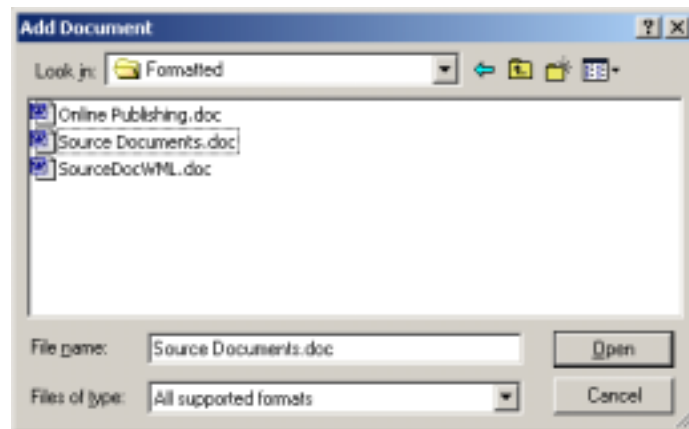 Add Document
Look in: Formatted
Online Publishing.doc
Source Documents.doc
SourceDocWML.doc
File name: Source Documents.doc Open
Files of type: All supported formats Cancel